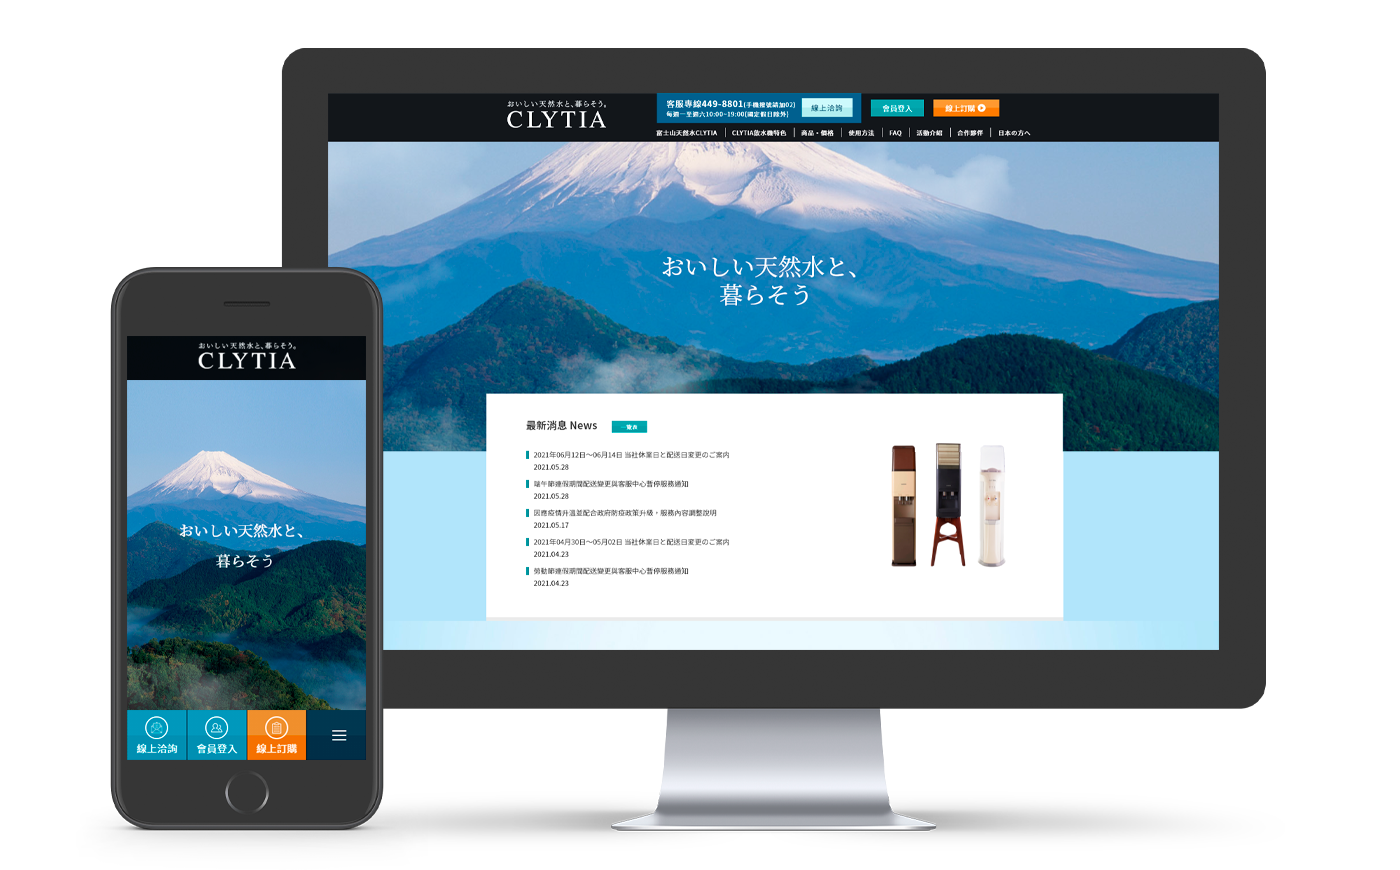 おいしい天然水と、暮らそう。
CLYTIA
客服專線449-8801(手機撥號請加02)
每週一至週六10:00~19:00(國定假日除外)
線上洽詢
會員登入
線上訂購
富士山天然水CLYTIA
CLYTIA飲水機特色
商品・價格
使用方法
FAQ
活動介紹
合作夥伴
日本の方へ
おいしい天然水と、
暮らそう
最新消息 News
一覽表
2021年06月12日～06月14日 当社休業日と配送日変更のご案内
2021.05.28
端午節連假期間配送變更與客服中心暫停服務通知
2021.05.28
因應疫情升溫並配合政府防疫政策升級，服務內容調整說明
2021.05.17
2021年04月30日～05月02日 当社休業日と配送日変更のご案内
2021.04.23
勞動節連假期間配送變更與客服中心暫停服務通知
2021.04.23
おいしい天然水と、暮らそう。
CLYTIA
おいしい天然水と、
暮らそう
線上洽詢
會員登入
線上訂購